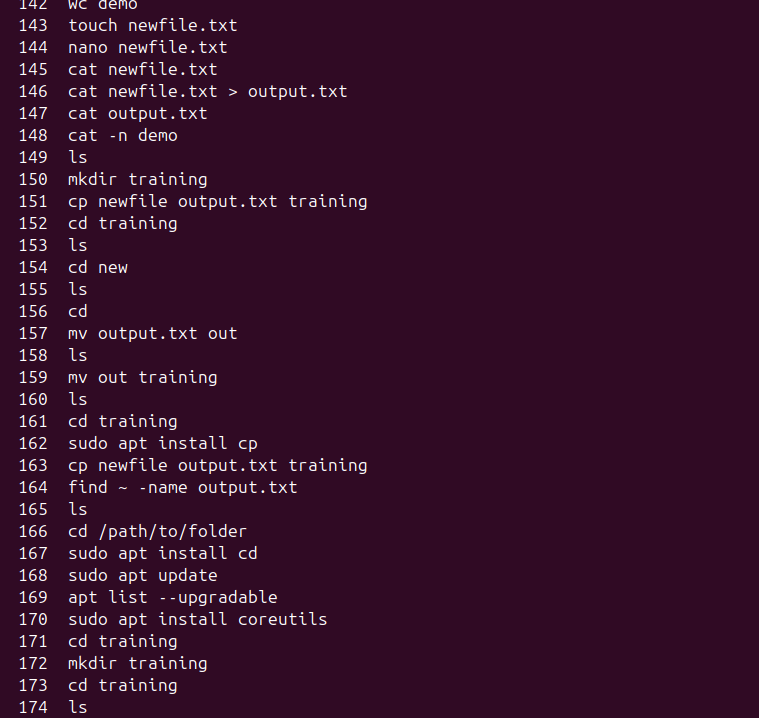 142 wc demo
143 touch newfile.txt
144 nano newfile.txt
145 cat newfile.txt
146 cat newfile.txt > output.txt
147 cat output.txt
148 cat -n demo
149 ls
150 mkdir training
151 cp newfile output.txt training
152 cd training
153 ls
154 cd new
155 ls
156 cd
157 mv output.txt out
158 ls
159 mv out training
160 ls
161 cd training
162 sudo apt install cp
163 cp newfile output.txt training
164 find ~ -name output.txt
165 ls
166 cd /path/to/folder
167 sudo apt install cd
168 sudo apt update
169 apt list --upgradable
170 sudo apt install coreutils
171 cd training
172 mkdir training
173 cd training
174 ls